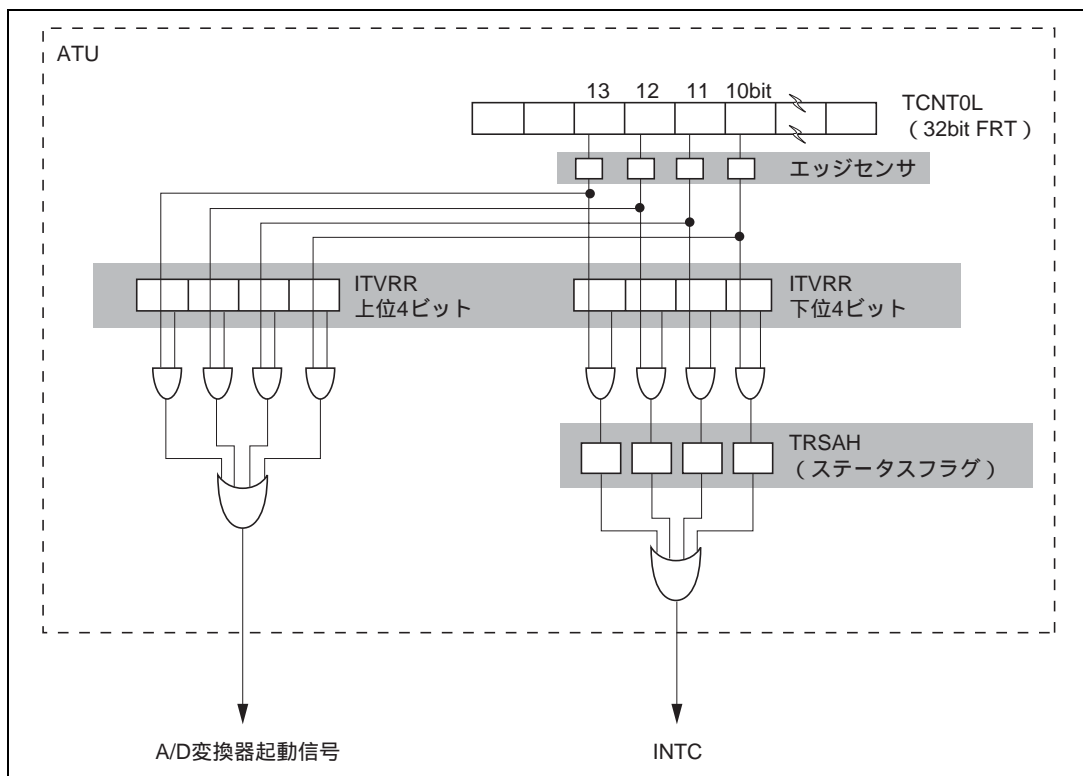 ATU
13 12 11 10bit
TCNT0L
（32bit FRT）
エッジセンサ
ITVRR
上位4ビット
ITVRR
下位4ビット
TRSAH
（ステータスフラグ）
A/D変換器起動信号
INTC